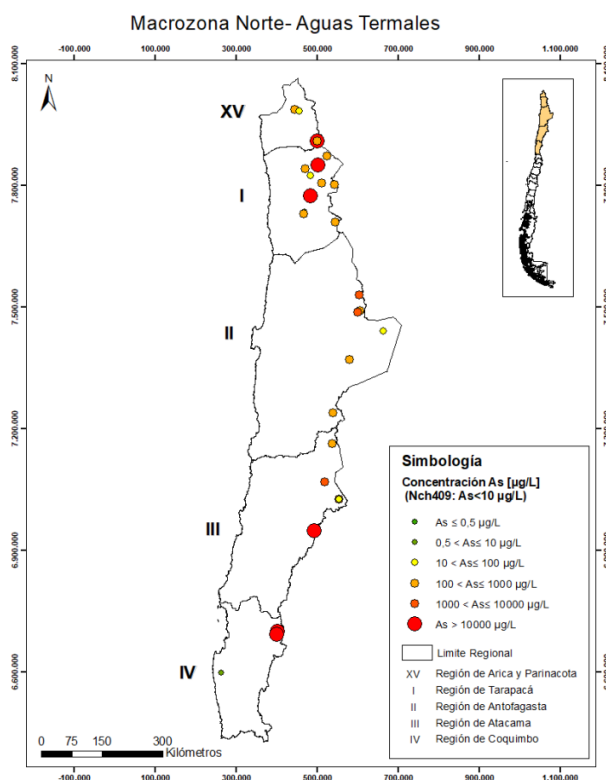 Macrozona Norte- Aguas Termales
-100.000 100.000 300.000 500.000 1.100.000
8.100.000
N
XV
7.800.000
I
7.500.000
II
7.200.000
III
6.900.000
IV
6.600.000
Simbología
Concentración As [µg/L]
(Nch409: As<10 µg/L)
As ≤ 0,5 µg/L
0,5 < As≤ 10 µg/L
10 < As≤ 100 µg/L
100 < As≤ 1000 µg/L
1000 < As≤ 10000 µg/L
As > 10000 µg/L
Limite Regional
XV Región de Arica y Parinacota
I Región de Tarapacá
II Región de Antofagasta
III Región de Atacama
IV Región de Coquimbo
0 75 150 300
Kilómetros
-100.000 100.000 300.000 500.000 700.000 900.000 1.100.000